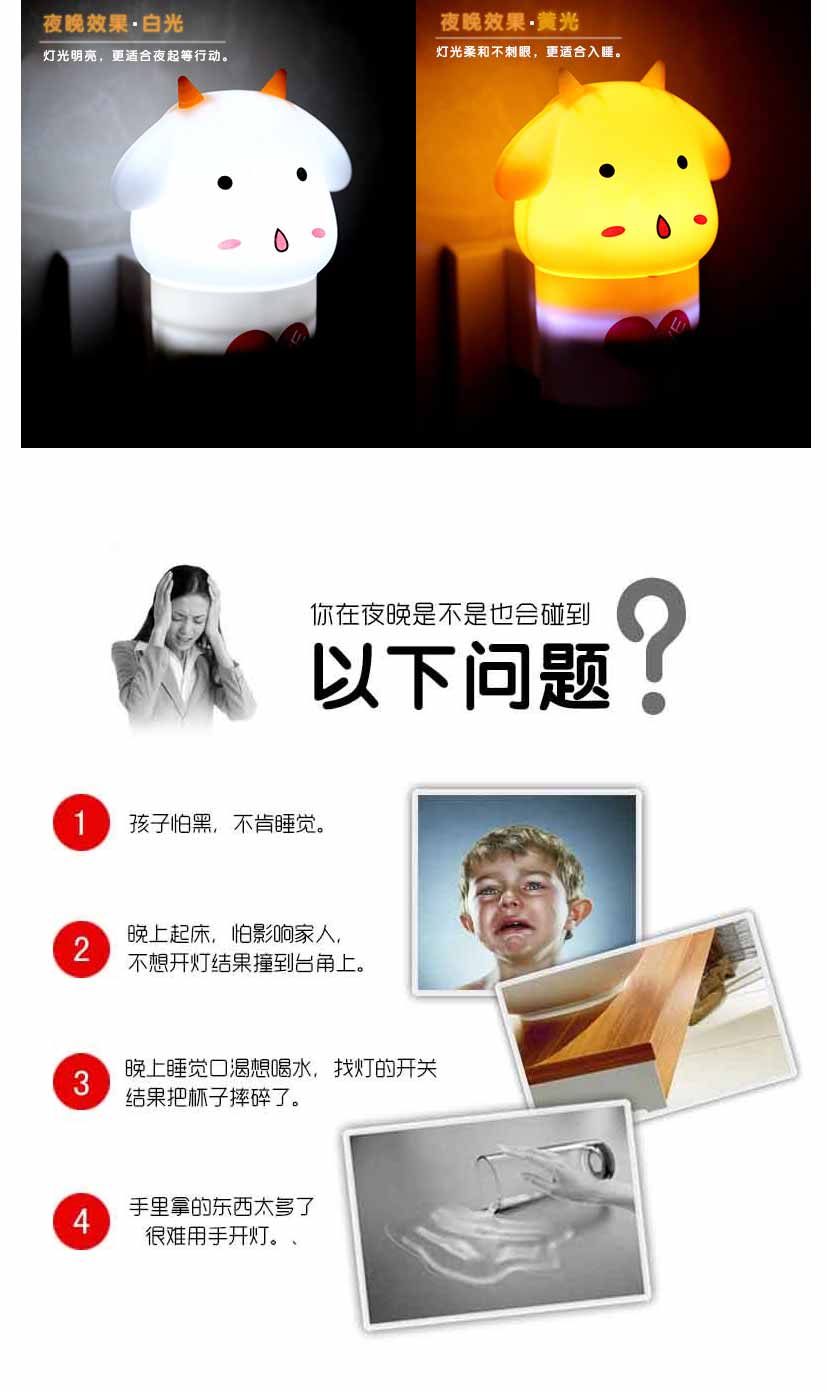 夜晚效果·白光
灯光明亮，更适合夜起等行动。
夜晚效果·黄光
灯光柔和不刺眼，更适合入睡。
你在夜晚是不是也会碰到
以下问题？
1 孩子怕黑，不肯睡觉。
2 晚上起床，怕影响家人，
不想开灯结果撞到台角上。
3 晚上睡觉口渴想喝水，找灯的开关
结果把杯子摔碎了。
4 手里拿的东西太多了
很难用手开灯。、